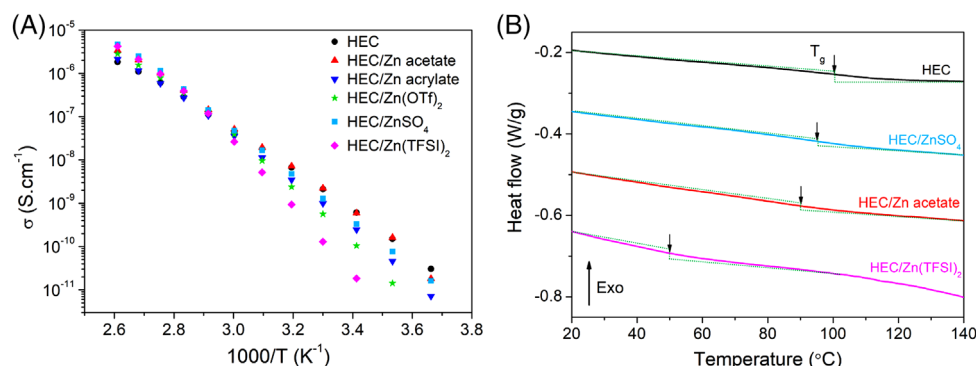 (A)
10⁻⁵
10⁻⁶
10⁻⁷
10⁻⁸
10⁻⁹
10⁻¹⁰
10⁻¹¹
σ (S.cm⁻¹)
HEC
HEC/Zn acetate
HEC/Zn acrylate
HEC/Zn(OTf)₂
HEC/ZnSO₄
HEC/Zn(TFSI)₂
2.6 2.8 3.0 3.2 3.4 3.6 3.8
1000/T (K⁻¹)
(B)
-0.2
-0.4
-0.6
-0.8
Heat flow (W/g)
T_g
HEC
HEC/ZnSO₄
HEC/Zn acetate
HEC/Zn(TFSI)₂
Exo
20 40 60 80 100 120 140
Temperature (°C)